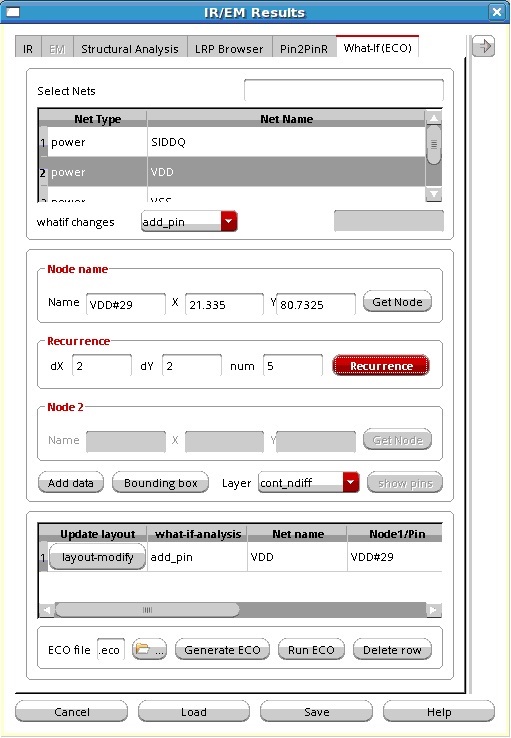 IR/EM Results
IR EM Structural Analysis LRP Browser Pin2PinR What-If (ECO)
Select Nets
Net Type Net Name
1 power SIDDQ
2 power VDD
3 power VSS
whatif changes add_pin
Node name
Name VDD#29 X 21.335 Y 80.7325 Get Node
Recurrence
dX 2 dY 2 num 5 Recurrence
Node 2
Name X Y Get Node
Add data Bounding box Layer cont_ndiff show pins
Update layout what-if-analysis Net name Node1/Pin
1 layout-modify add_pin VDD VDD#29
ECO file .eco ... Generate ECO Run ECO Delete row
Cancel Load Save Help